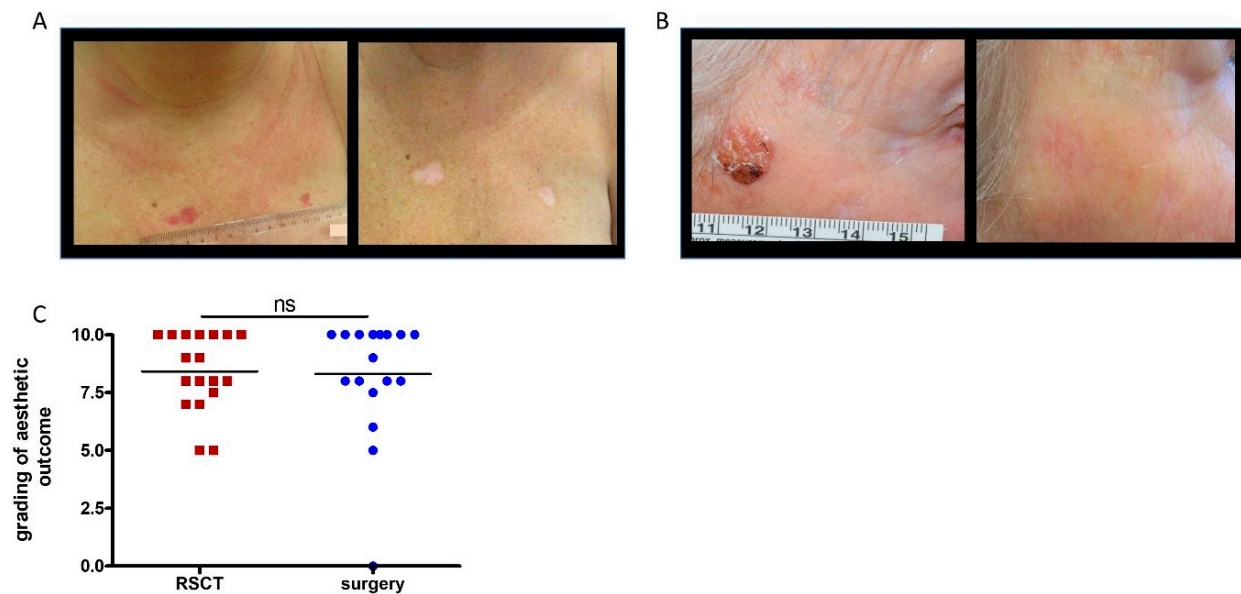 A
B
11 12 13 14 15
C
ns
10.0
7.5
5.0
2.5
0.0
grading of aesthetic
outcome
RSCT
surgery